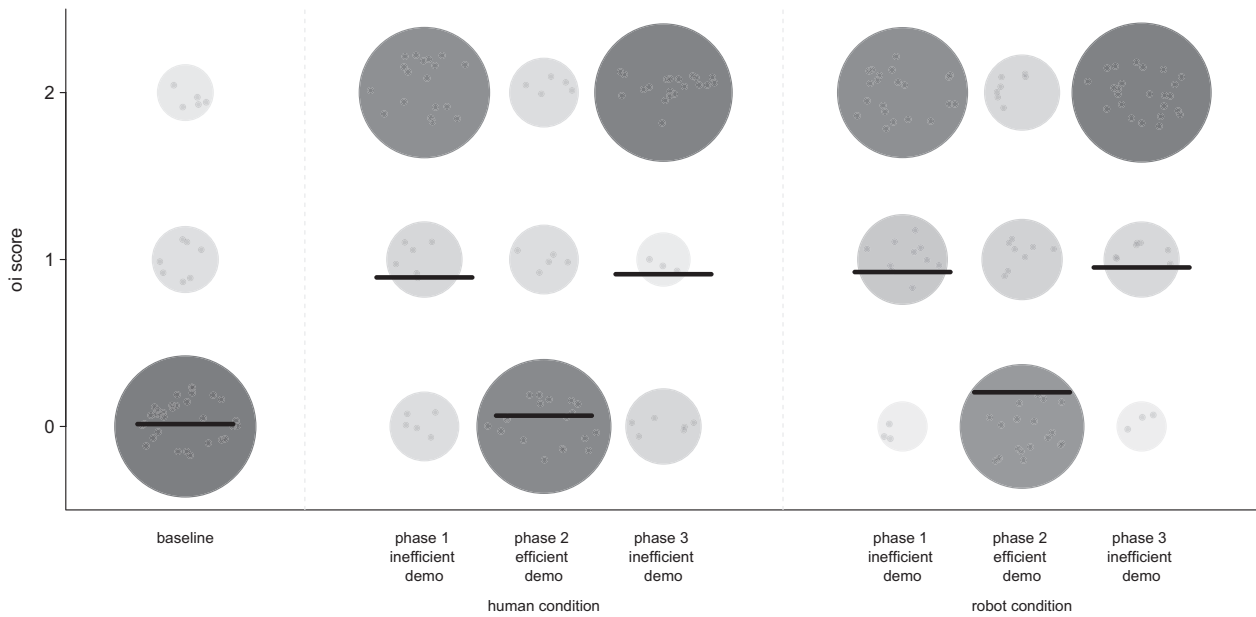 oi score
2
1
0
baseline
phase 1
inefficient
demo
phase 2
efficient
demo
phase 3
inefficient
demo
human condition
phase 1
inefficient
demo
phase 2
efficient
demo
phase 3
inefficient
demo
robot condition